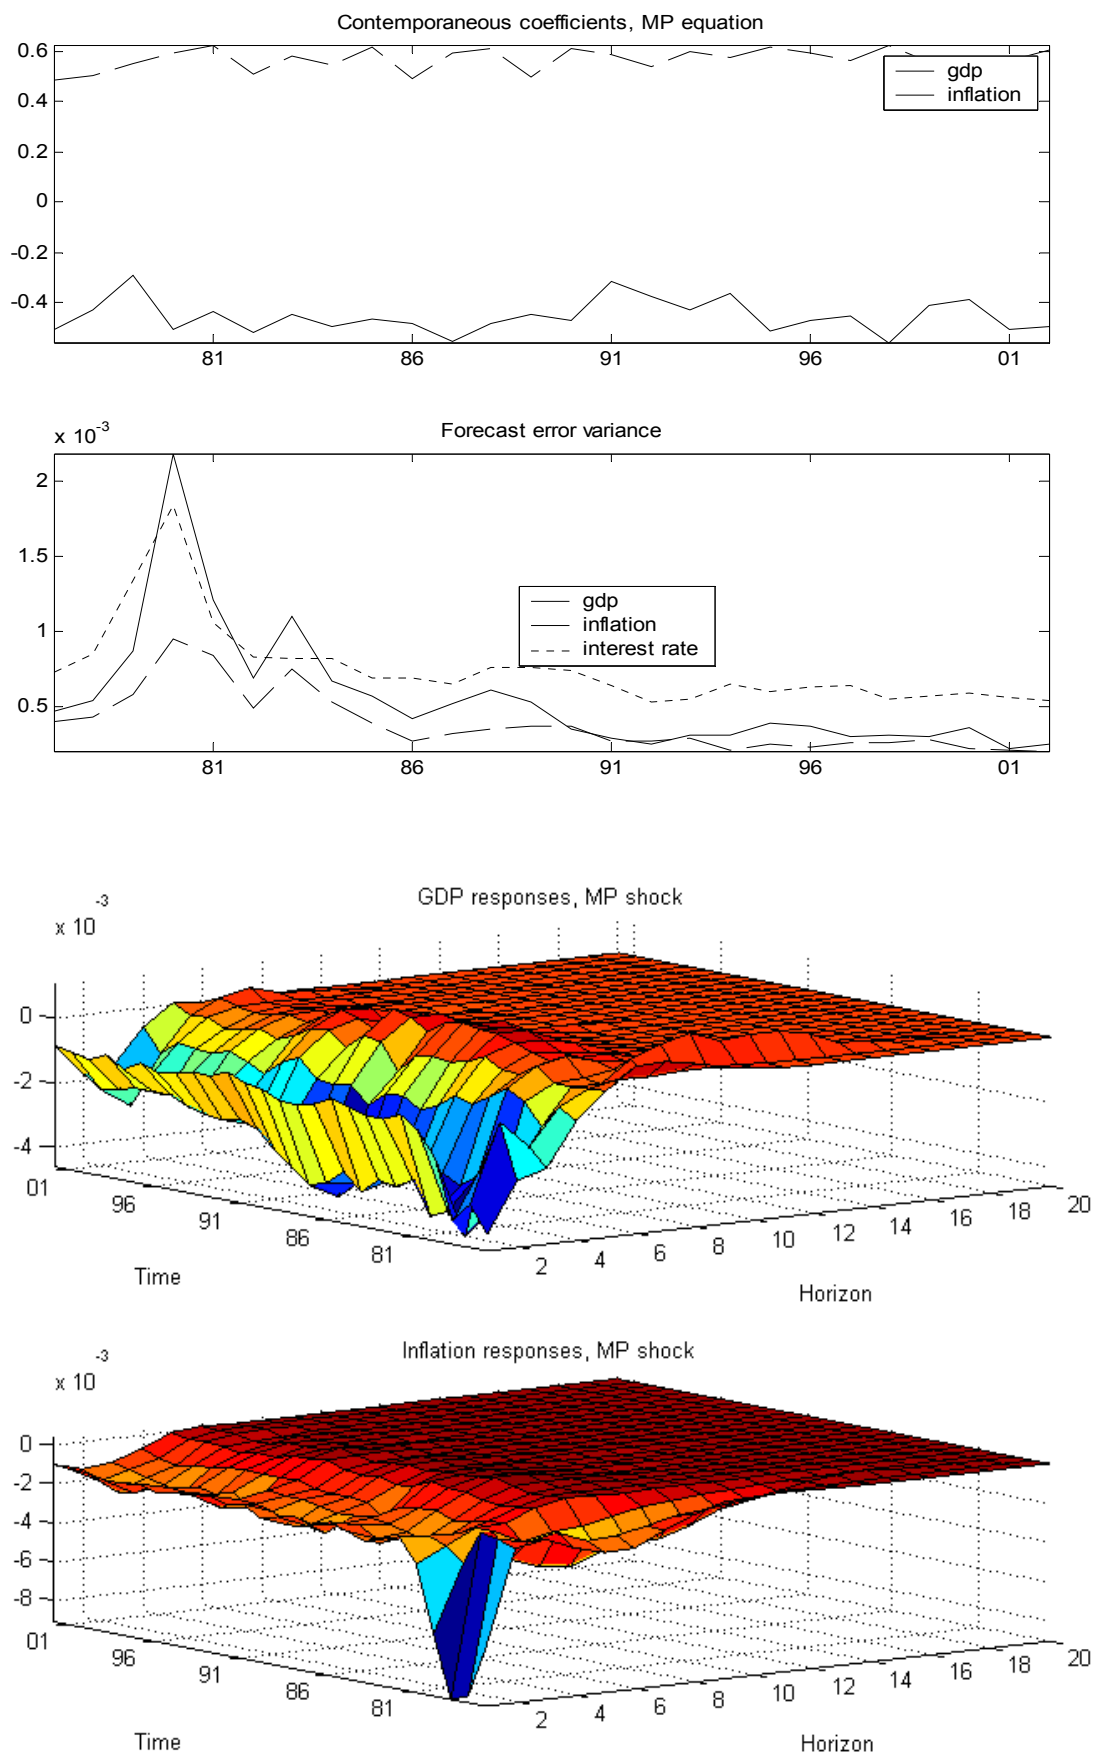 Contemporaneous coefficients, MP equation
0.6
0.4
0.2
0
-0.2
-0.4
gdp
inflation
81 86 91 96 01
Forecast error variance
x 10-3
2
1.5
1
0.5
gdp
inflation
interest rate
81 86 91 96 01
GDP responses, MP shock
x 10-3
0
-2
-4
01 96 91 86 81
2 4 6 8 10 12 14 16 18 20
Time
Horizon
Inflation responses, MP shock
x 10-3
0
-2
-4
-6
-8
01 96 91 86 81
2 4 6 8 10 12 14 16 18 20
Time
Horizon